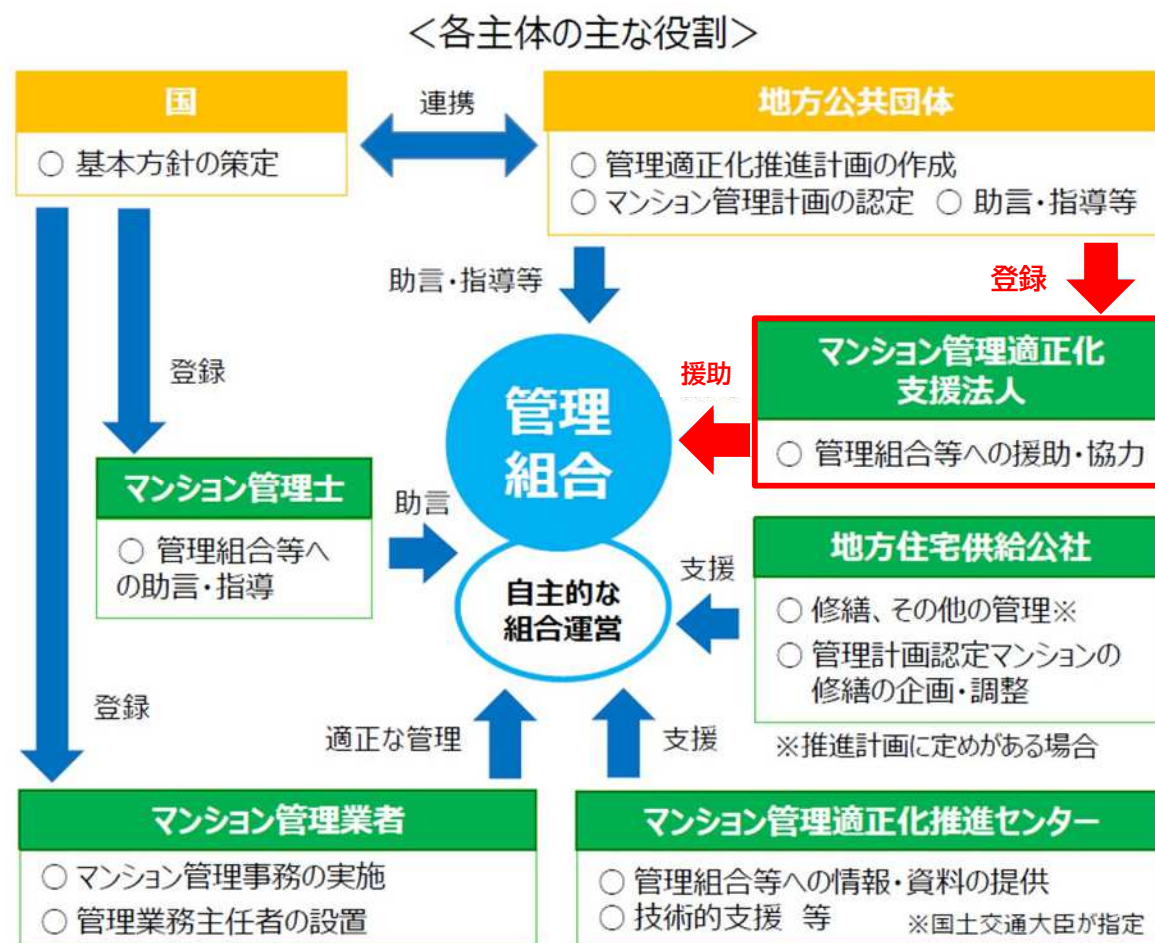 ＜各主体の主な役割＞
国
○ 基本方針の策定
連携
地方公共団体
○ 管理適正化推進計画の作成
○ マンション管理計画の認定 ○ 助言・指導等
助言・指導等
登録
登録
マンション管理適正化
支援法人
○ 管理組合等への援助・協力
援助
管理
組合
自主的な
組合運営
マンション管理士
○ 管理組合等へ
の助言・指導
助言
地方住宅供給公社
○ 修繕、その他の管理※
○ 管理計画認定マンションの
修繕の企画・調整
※推進計画に定めがある場合
支援
登録
適正な管理
支援
マンション管理業者
○ マンション管理事務の実施
○ 管理業務主任者の設置
マンション管理適正化推進センター
○ 管理組合等への情報・資料の提供
○ 技術的支援 等 ※国土交通大臣が指定